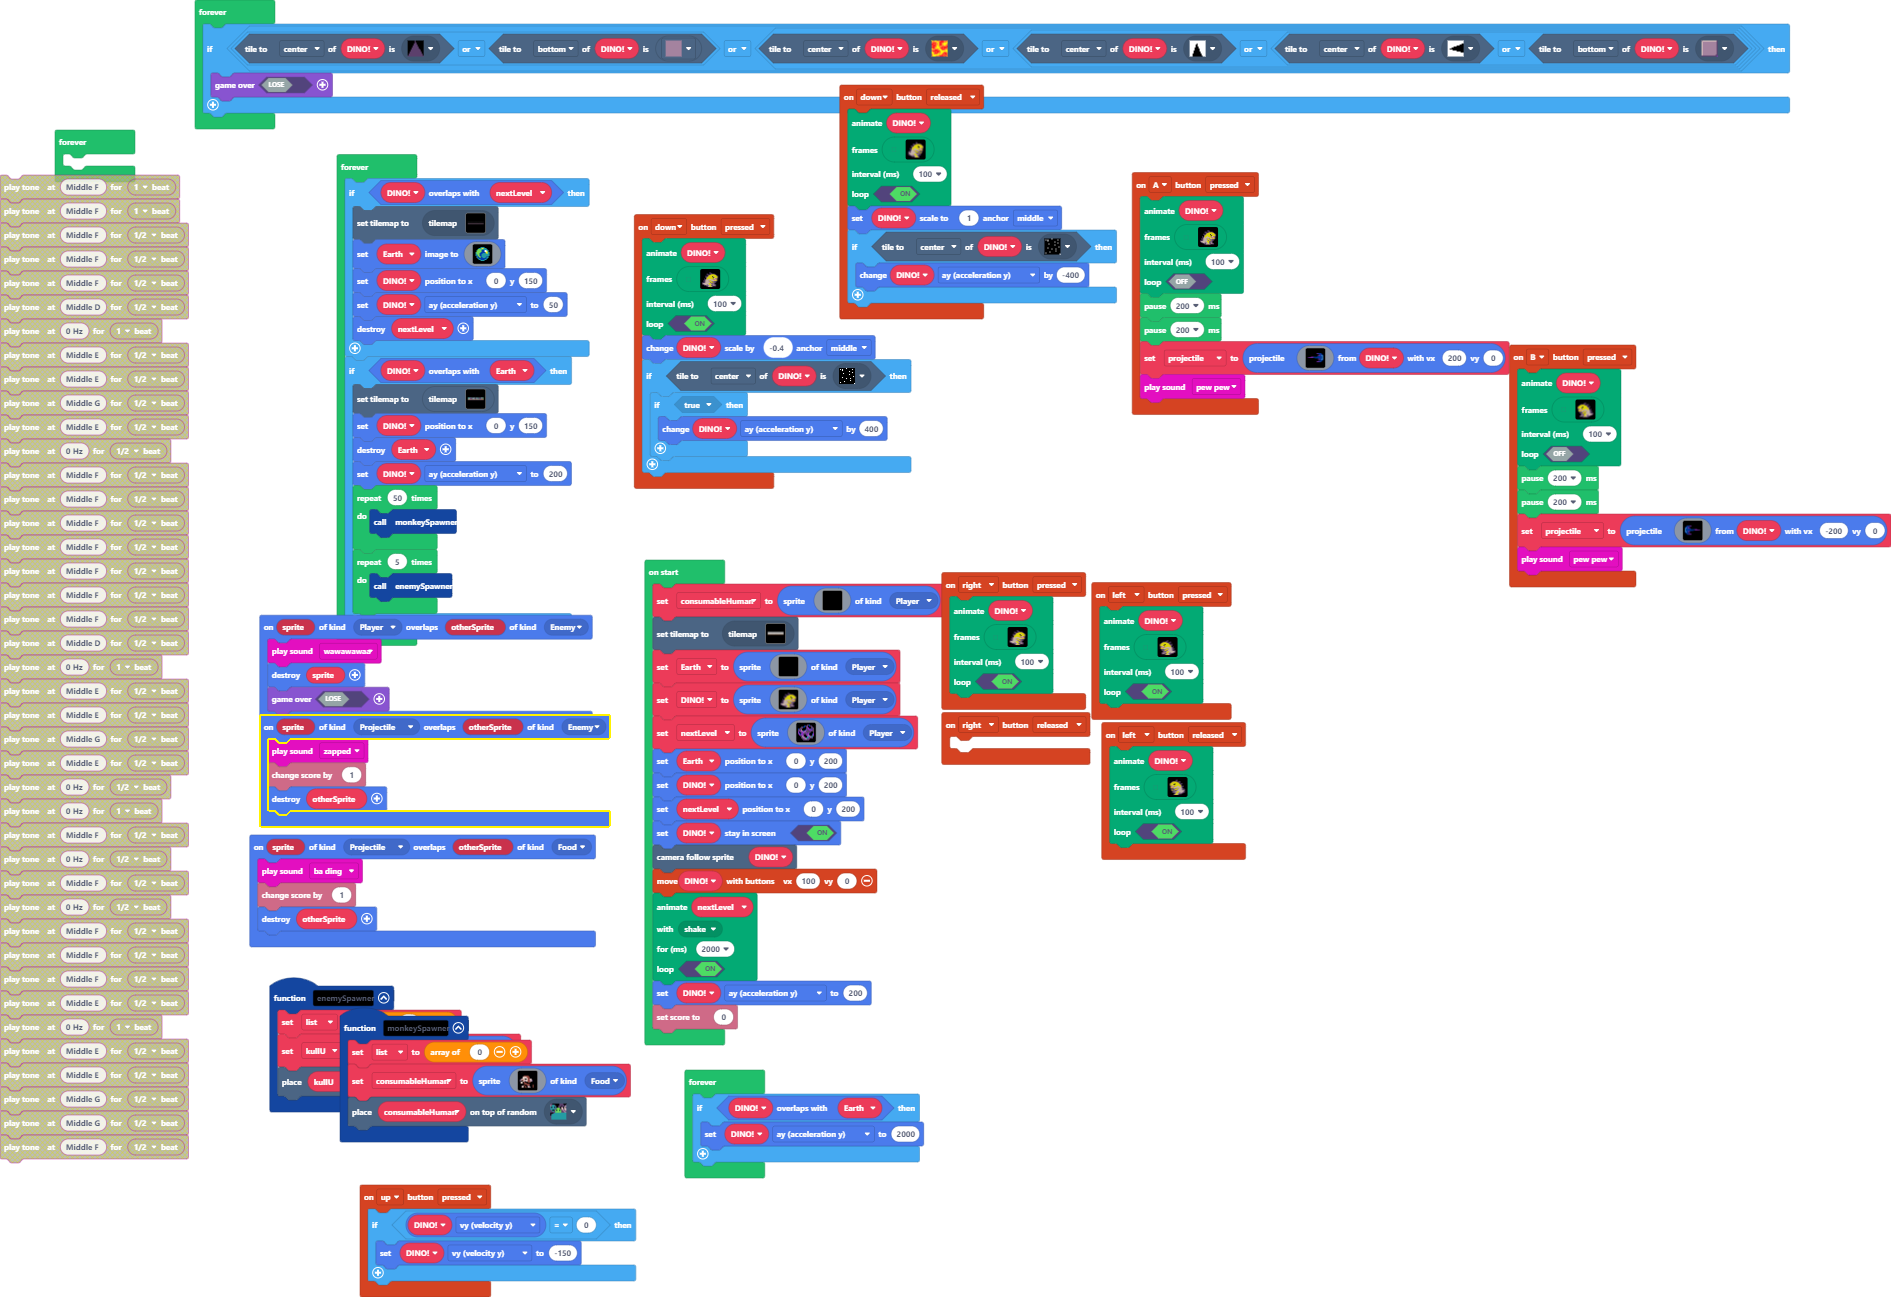 forever
if tile to center of DINO! is or tile to bottom of DINO! is or tile to center of DINO! is or tile to center of DINO! is or tile to center of DINO! is or tile to bottom of DINO! is then
game over LOSE
forever
play tone at Middle F for 1 beat
play tone at Middle F for 1 beat
play tone at Middle F for 1/2 beat
play tone at Middle F for 1/2 beat
play tone at Middle F for 1/2 beat
play tone at Middle D for 1/2 beat
play tone at 0 Hz for 1 beat
play tone at Middle E for 1/2 beat
play tone at Middle E for 1/2 beat
play tone at Middle G for 1/2 beat
play tone at Middle E for 1/2 beat
play tone at 0 Hz for 1/2 beat
play tone at Middle F for 1/2 beat
play tone at Middle F for 1/2 beat
play tone at Middle F for 1/2 beat
play tone at Middle F for 1/2 beat
play tone at Middle F for 1/2 beat
play tone at Middle F for 1/2 beat
play tone at Middle F for 1/2 beat
play tone at Middle D for 1/2 beat
play tone at 0 Hz for 1 beat
play tone at Middle E for 1/2 beat
play tone at Middle E for 1/2 beat
play tone at Middle G for 1/2 beat
play tone at Middle E for 1/2 beat
play tone at 0 Hz for 1/2 beat
play tone at 0 Hz for 1 beat
play tone at Middle F for 1/2 beat
play tone at 0 Hz for 1/2 beat
play tone at Middle F for 1/2 beat
play tone at 0 Hz for 1/2 beat
play tone at Middle F for 1/2 beat
play tone at Middle F for 1/2 beat
play tone at Middle F for 1/2 beat
play tone at Middle E for 1/2 beat
play tone at 0 Hz for 1 beat
play tone at Middle E for 1/2 beat
play tone at Middle E for 1/2 beat
play tone at Middle G for 1/2 beat
play tone at Middle G for 1/2 beat
play tone at Middle F for 1/2 beat
forever
if DINO! overlaps with nextLevel then
set tilemap to tilemap
set Earth image to
set DINO! position to x 0 y 150
set DINO! ay (acceleration y) to 50
destroy nextLevel
if DINO! overlaps with Earth then
set tilemap to tilemap
set DINO! position to x 0 y 150
destroy Earth
set DINO! ay (acceleration y) to 200
repeat 50 times
do call monkeySpawner
repeat 5 times
do call enemySpawner
on sprite of kind Player overlaps otherSprite of kind Enemy
play sound wawawawaa
destroy sprite
game over LOSE
on sprite of kind Projectile overlaps otherSprite of kind Enemy
play sound zapped
change score by 1
destroy otherSprite
on sprite of kind Projectile overlaps otherSprite of kind Food
play sound ba ding
change score by 1
destroy otherSprite
function enemySpawner
set list
set kullU
place kullU
function monkeySpawner
set list to array of 0
set consumableHuman to sprite of kind Food
place consumableHuman on top of random
on up button pressed
if DINO! vy (velocity y) = 0 then
set DINO! vy (velocity y) to -150
on down button pressed
animate DINO!
frames
interval (ms) 100
loop ON
change DINO! scale by -0.4 anchor middle
if tile to center of DINO! is then
if true then
change DINO! ay (acceleration y) by 400
on down button released
animate DINO!
frames
interval (ms) 100
loop ON
set DINO! scale to 1 anchor middle
if tile to center of DINO! is then
change DINO! ay (acceleration y) by -400
on A button pressed
animate DINO!
frames
interval (ms) 100
loop OFF
pause 200 ms
pause 200 ms
set projectile to projectile from DINO! with vx 200 vy 0
play sound pew pew
on B button pressed
animate DINO!
frames
interval (ms) 100
loop OFF
pause 200 ms
pause 200 ms
set projectile to projectile from DINO! with vx -200 vy 0
play sound pew pew
on start
set consumableHuman to sprite of kind Player
set tilemap to tilemap
set Earth to sprite of kind Player
set DINO! to sprite of kind Player
set nextLevel to sprite of kind Player
set Earth position to x 0 y 200
set DINO! position to x 0 y 200
set nextLevel position to x 0 y 200
set DINO! stay in screen ON
camera follow sprite DINO!
move DINO! with buttons vx 100 vy 0
animate nextLevel
with shake
for (ms) 2000
loop ON
set DINO! ay (acceleration y) to 200
set score to 0
on right button pressed
animate DINO!
frames
interval (ms) 100
loop ON
on right button released
on left button pressed
animate DINO!
frames
interval (ms) 100
loop ON
on left button released
animate DINO!
frames
interval (ms) 100
loop ON
forever
if DINO! overlaps with Earth then
set DINO! ay (acceleration y) to 2000